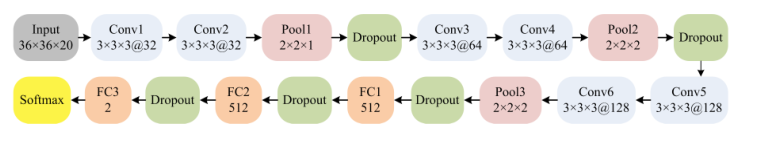 Input
36×36×20
Conv1
3×3×3@32
Conv2
3×3×3@32
Pool1
2×2×1
Dropout
Conv3
3×3×3@64
Conv4
3×3×3@64
Pool2
2×2×2
Dropout
Conv5
3×3×3@128
Conv6
3×3×3@128
Pool3
2×2×2
Dropout
FC1
512
Dropout
FC2
512
Dropout
FC3
2
Softmax